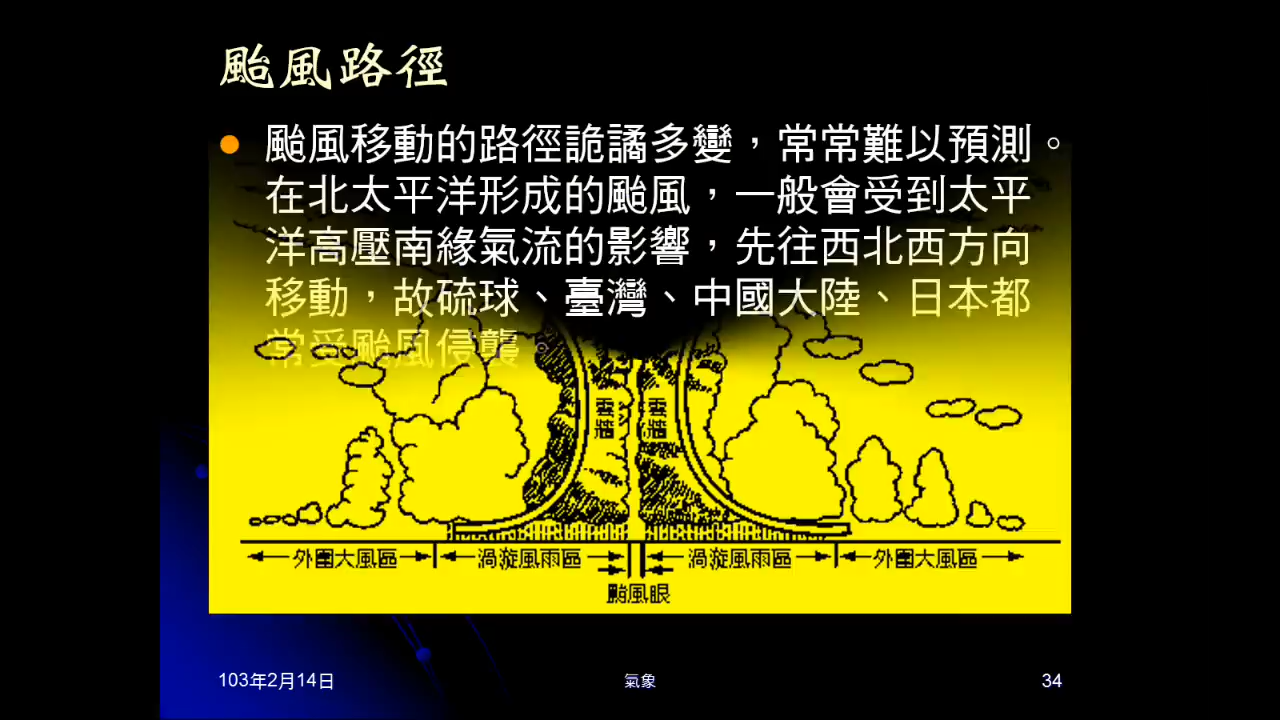 颱風路徑
颱風移動的路徑詭譎多變，常常難以預測。
在北太平洋形成的颱風，一般會受到太平
洋高壓南緣氣流的影響，先往西北西方向
移動，故硫球、臺灣、中國大陸、日本都
常受颱風侵襲。
雲牆 雲牆
外圍大風區 渦漩風雨區 渦漩風雨區 外圍大風區
颱風眼
103年2月14日 氣象 34